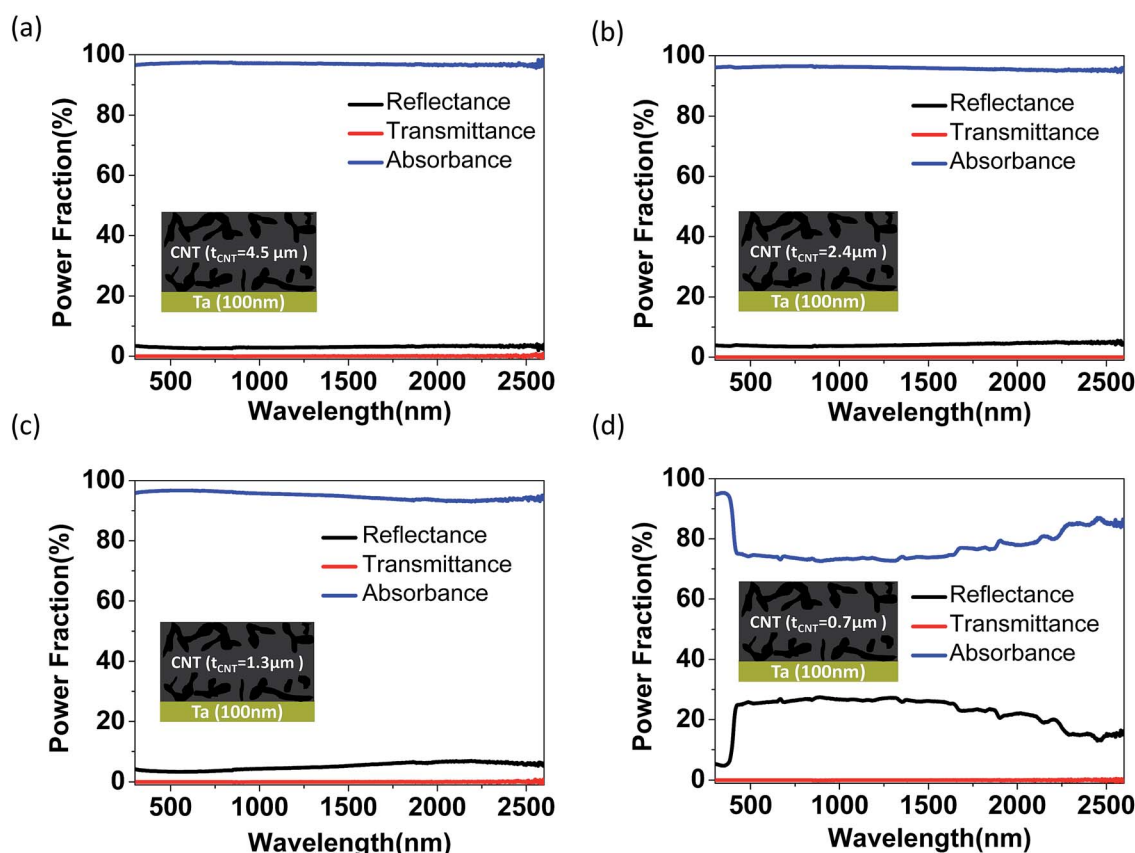 (a)
100
80
60
40
20
0
Power Fraction(%)
Reflectance
Transmittance
Absorbance
CNT (tCNT=4.5 μm )
Ta (100nm)
500 1000 1500 2000 2500
Wavelength(nm)
(b)
100
80
60
40
20
0
Power Fraction(%)
Reflectance
Transmittance
Absorbance
CNT (tCNT=2.4μm )
Ta (100nm)
500 1000 1500 2000 2500
Wavelength(nm)
(c)
100
80
60
40
20
0
Power Fraction(%)
Reflectance
Transmittance
Absorbance
CNT (tCNT=1.3μm )
Ta (100nm)
500 1000 1500 2000 2500
Wavelength(nm)
(d)
100
80
60
40
20
0
Power Fraction(%)
Reflectance
Transmittance
Absorbance
CNT (tCNT=0.7μm )
Ta (100nm)
500 1000 1500 2000 2500
Wavelength(nm)